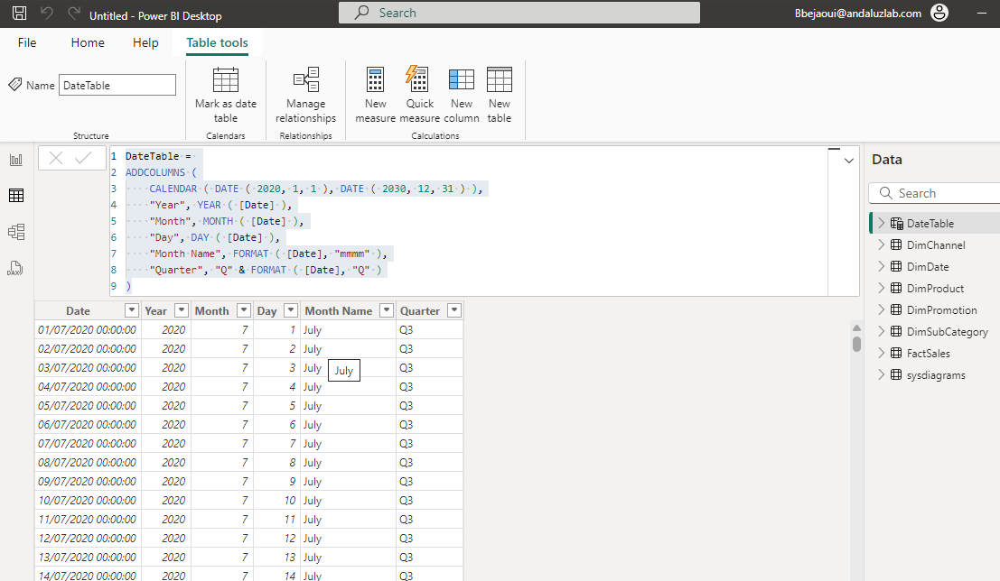 Untitled - Power BI Desktop
Search
Bbejaoui@andaluzlab.com
File Home Help Table tools
Name DateTable
Mark as date table
Manage relationships
New measure
Quick measure
New column
New table
Structure
Calendars
Relationships
Calculations
1 DateTable =
2 ADDCOLUMNS (
3 CALENDAR ( DATE ( 2020, 1, 1 ), DATE ( 2030, 12, 31 ) ),
4 "Year", YEAR ( [Date] ),
5 "Month", MONTH ( [Date] ),
6 "Day", DAY ( [Date] ),
7 "Month Name", FORMAT ( [Date], "mmmm" ),
8 "Quarter", "Q" & FORMAT ( [Date], "Q" )
9 )
Date Year Month Day Month Name Quarter
01/07/2020 00:00:00 2020 7 1 July Q3
02/07/2020 00:00:00 2020 7 2 July Q3
03/07/2020 00:00:00 2020 7 3 July Q3
July
04/07/2020 00:00:00 2020 7 4 July Q3
05/07/2020 00:00:00 2020 7 5 July Q3
06/07/2020 00:00:00 2020 7 6 July Q3
07/07/2020 00:00:00 2020 7 7 July Q3
08/07/2020 00:00:00 2020 7 8 July Q3
09/07/2020 00:00:00 2020 7 9 July Q3
10/07/2020 00:00:00 2020 7 10 July Q3
11/07/2020 00:00:00 2020 7 11 July Q3
12/07/2020 00:00:00 2020 7 12 July Q3
13/07/2020 00:00:00 2020 7 13 July Q3
14/07/2020 00:00:00 2020 7 14 July Q3
Data
Search
DateTable
DimChannel
DimDate
DimProduct
DimPromotion
DimSubCategory
FactSales
sysdiagrams
DAX